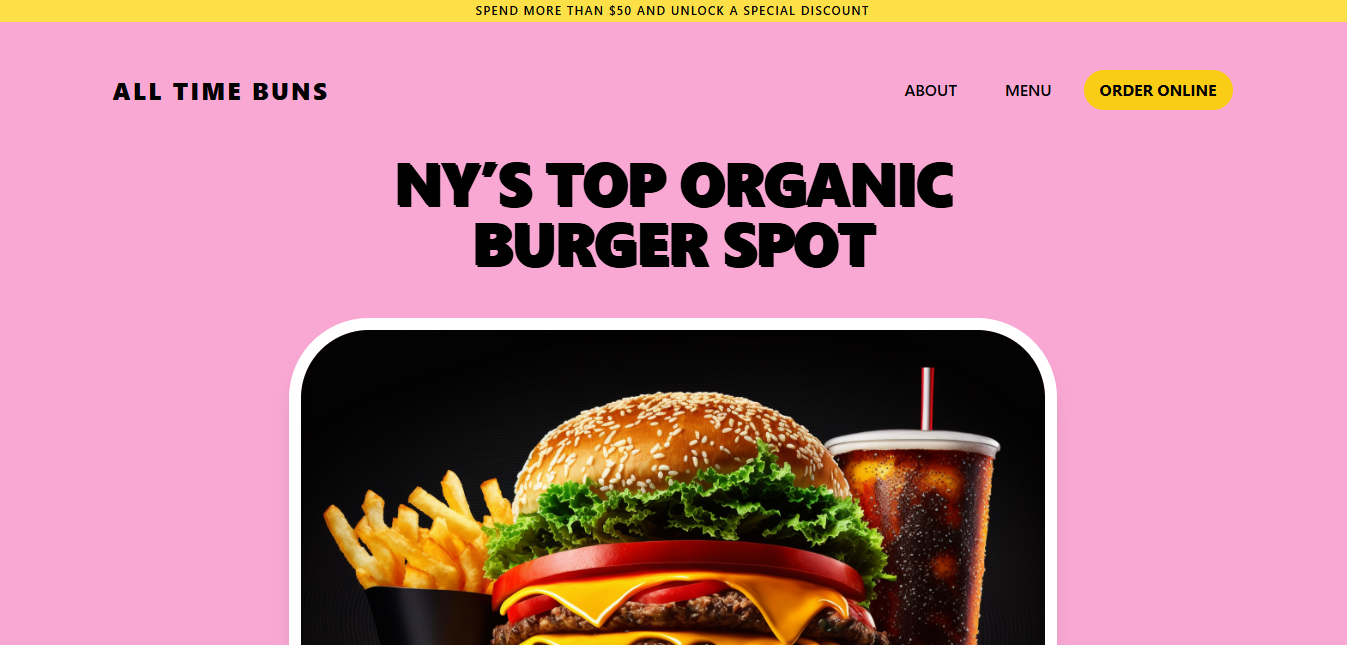 SPEND MORE THAN $50 AND UNLOCK A SPECIAL DISCOUNT
ALL TIME BUNS
ABOUT
MENU
ORDER ONLINE
NY’S TOP ORGANIC
BURGER SPOT